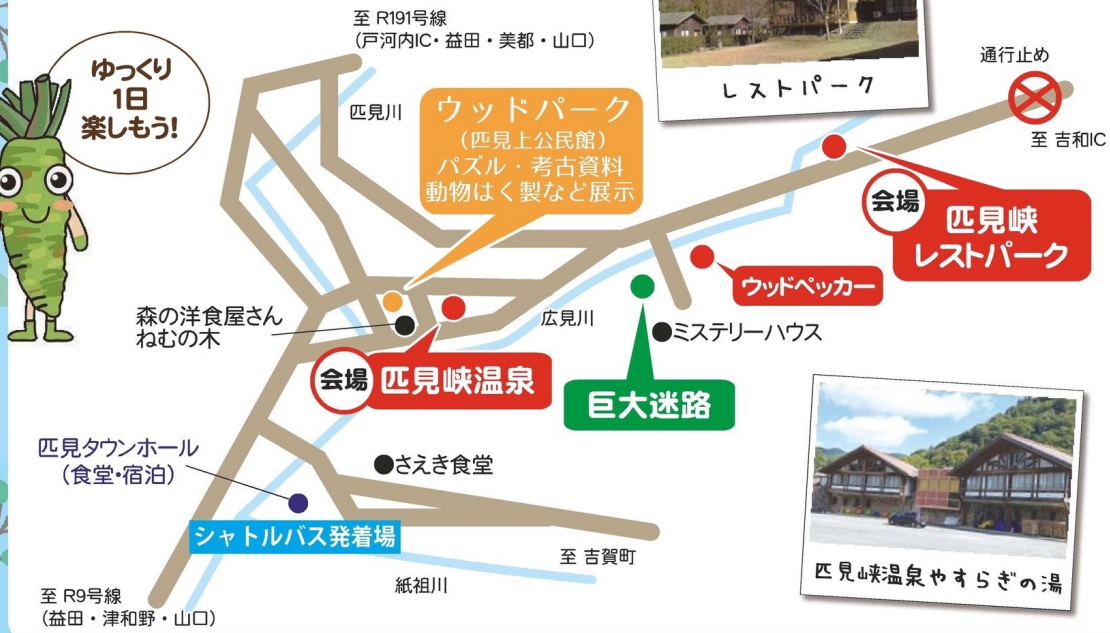 至 R191号線
(戸河内IC・益田・美都・山口)
ゆっくり
1日
楽しもう!
匹見川
ウッドパーク
(匹見上公民館)
パズル・考古資料
動物はく製など展示
レストパーク
通行止め
至 吉和IC
会場
匹見峡
レストパーク
ウッドペッカー
森の洋食屋さん
ねむの木
広見川
ミステリーハウス
会場
匹見峡温泉
巨大迷路
匹見タウンホール
(食堂・宿泊)
さえき食堂
シャトルバス発着場
至 吉賀町
紙祖川
至 R9号線
(益田・津和野・山口)
匹見峡温泉やすらぎの湯